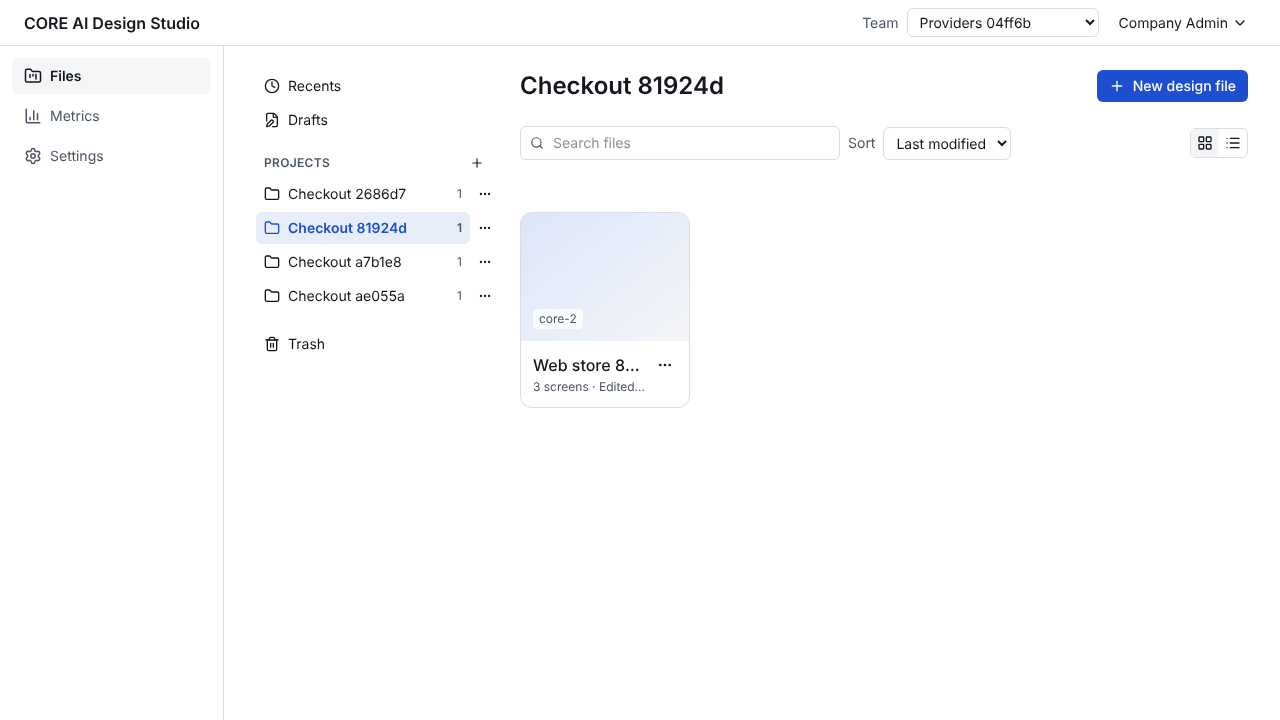 CORE AI Design Studio
Team
Providers 04ff6b
Company Admin
Files
Metrics
Settings
Recents
Drafts
PROJECTS
Checkout 2686d7 1
Checkout 81924d 1
Checkout a7b1e8 1
Checkout ae055a 1
Trash
Checkout 81924d
New design file
Search files
Sort
Last modified
core-2
Web store 8...
3 screens · Edited...